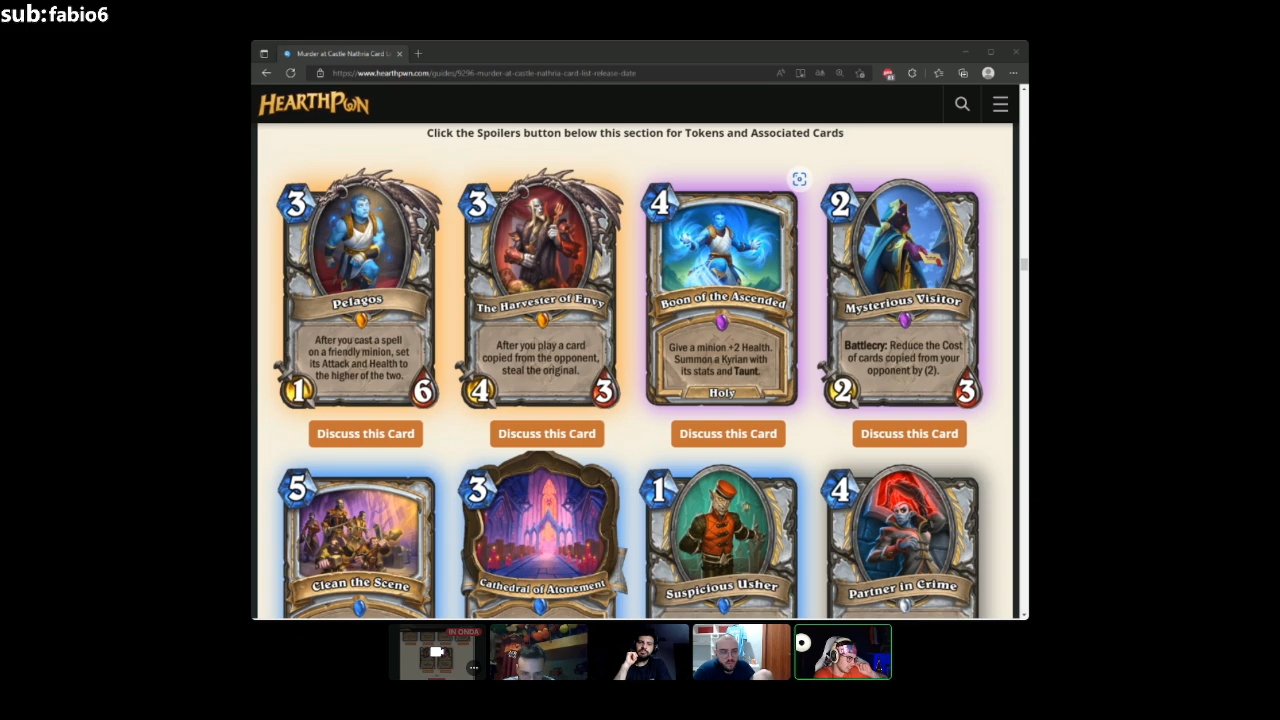 sub:fabio6
Murder at Castle Nathria Card Li
https://www.hearthpwn.com/guides/9296-murder-at-castle-nathria-card-list-release-date
HEARTHPWN
Click the Spoilers button below this section for Tokens and Associated Cards
3
Pelagos
After you cast a spell
on a friendly minion, set
its Attack and Health to
the higher of the two.
1
6
3
The Harvester of Envy
After you play a card
copied from the opponent,
steal the original.
4
3
4
Boon of the Ascended
Give a minion +2 Health.
Summon a Kyrian with
its stats and Taunt.
Holy
2
Mysterious Visitor
Battlecry: Reduce the Cost
of cards copied from your
opponent by (2).
2
3
Discuss this Card
Discuss this Card
Discuss this Card
Discuss this Card
5
Clean the Scene
3
Cathedral of Atonement
1
Suspicious Usher
4
Partner in Crime
IN ONDA